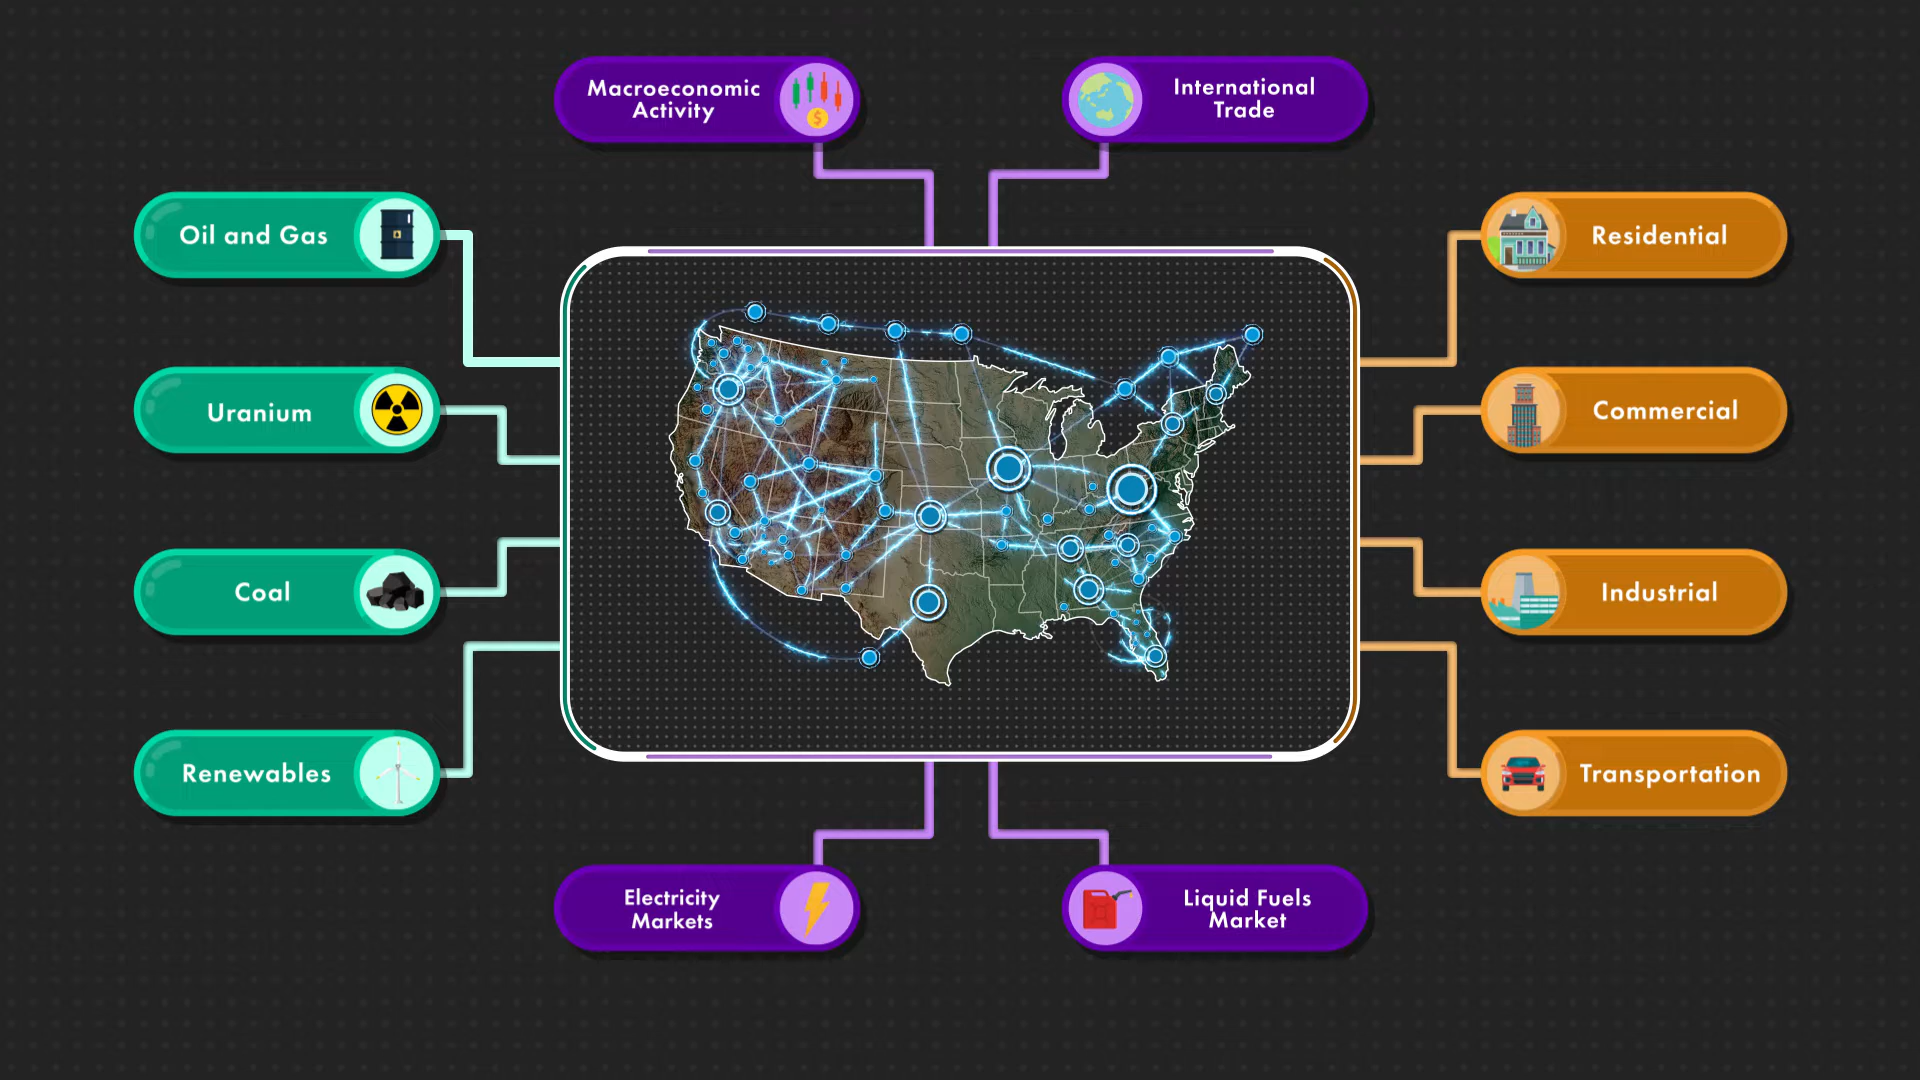 Macroeconomic
Activity
International
Trade
Oil and Gas
Residential
Uranium
Commercial
Coal
Industrial
Renewables
Transportation
Electricity
Markets
Liquid Fuels
Market